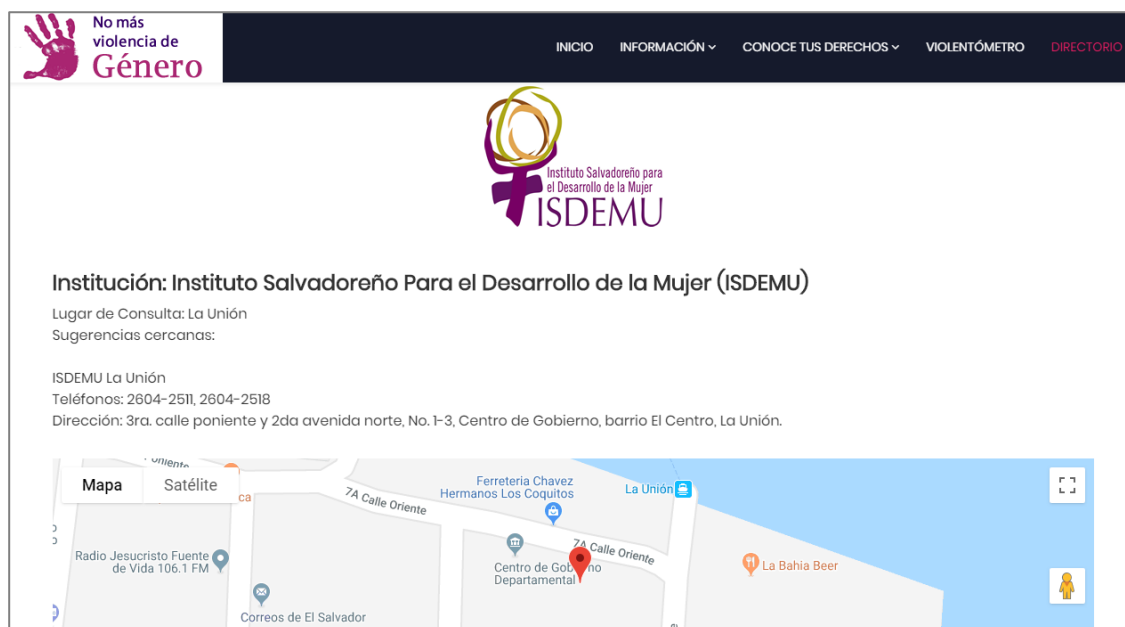 No más
violencia de
Género
INICIO INFORMACIÓN CONOCE TUS DERECHOS VIOLENTÓMETRO DIRECTORIO
Instituto Salvadoreño para
el Desarrollo de la Mujer
ISDEMU
Institución: Instituto Salvadoreño Para el Desarrollo de la Mujer (ISDEMU)
Lugar de Consulta: La Unión
Sugerencias cercanas:
ISDEMU La Unión
Teléfonos: 2604-2511, 2604-2518
Dirección: 3ra. calle poniente y 2da avenida norte, No. 1-3, Centro de Gobierno, barrio El Centro, La Unión.
Mapa Satélite
7A Calle Oriente
Ferreteria Chavez
Hermanos Los Coquitos
La Unión
Radio Jesucristo Fuente
de Vida 106.1 FM
Centro de
Departamental
7A Calle Oriente
La Bahia Beer
Correos de El Salvador